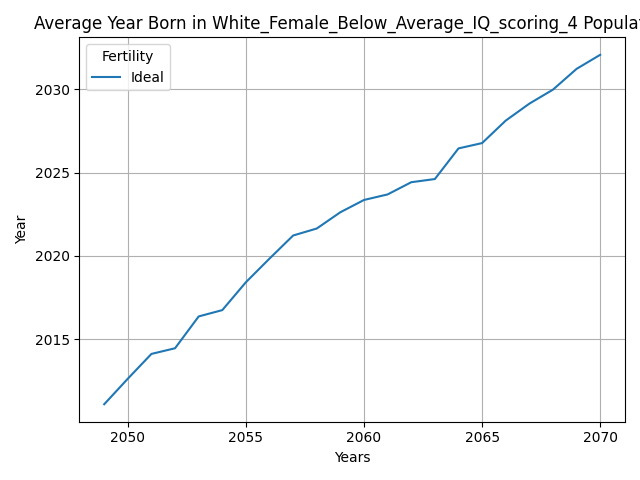 Average Year Born in White_Female_Below_Average_IQ_scoring_4 Populat
Fertility
Ideal
2030
2025
2020
2015
Year
2050 2055 2060 2065 2070
Years